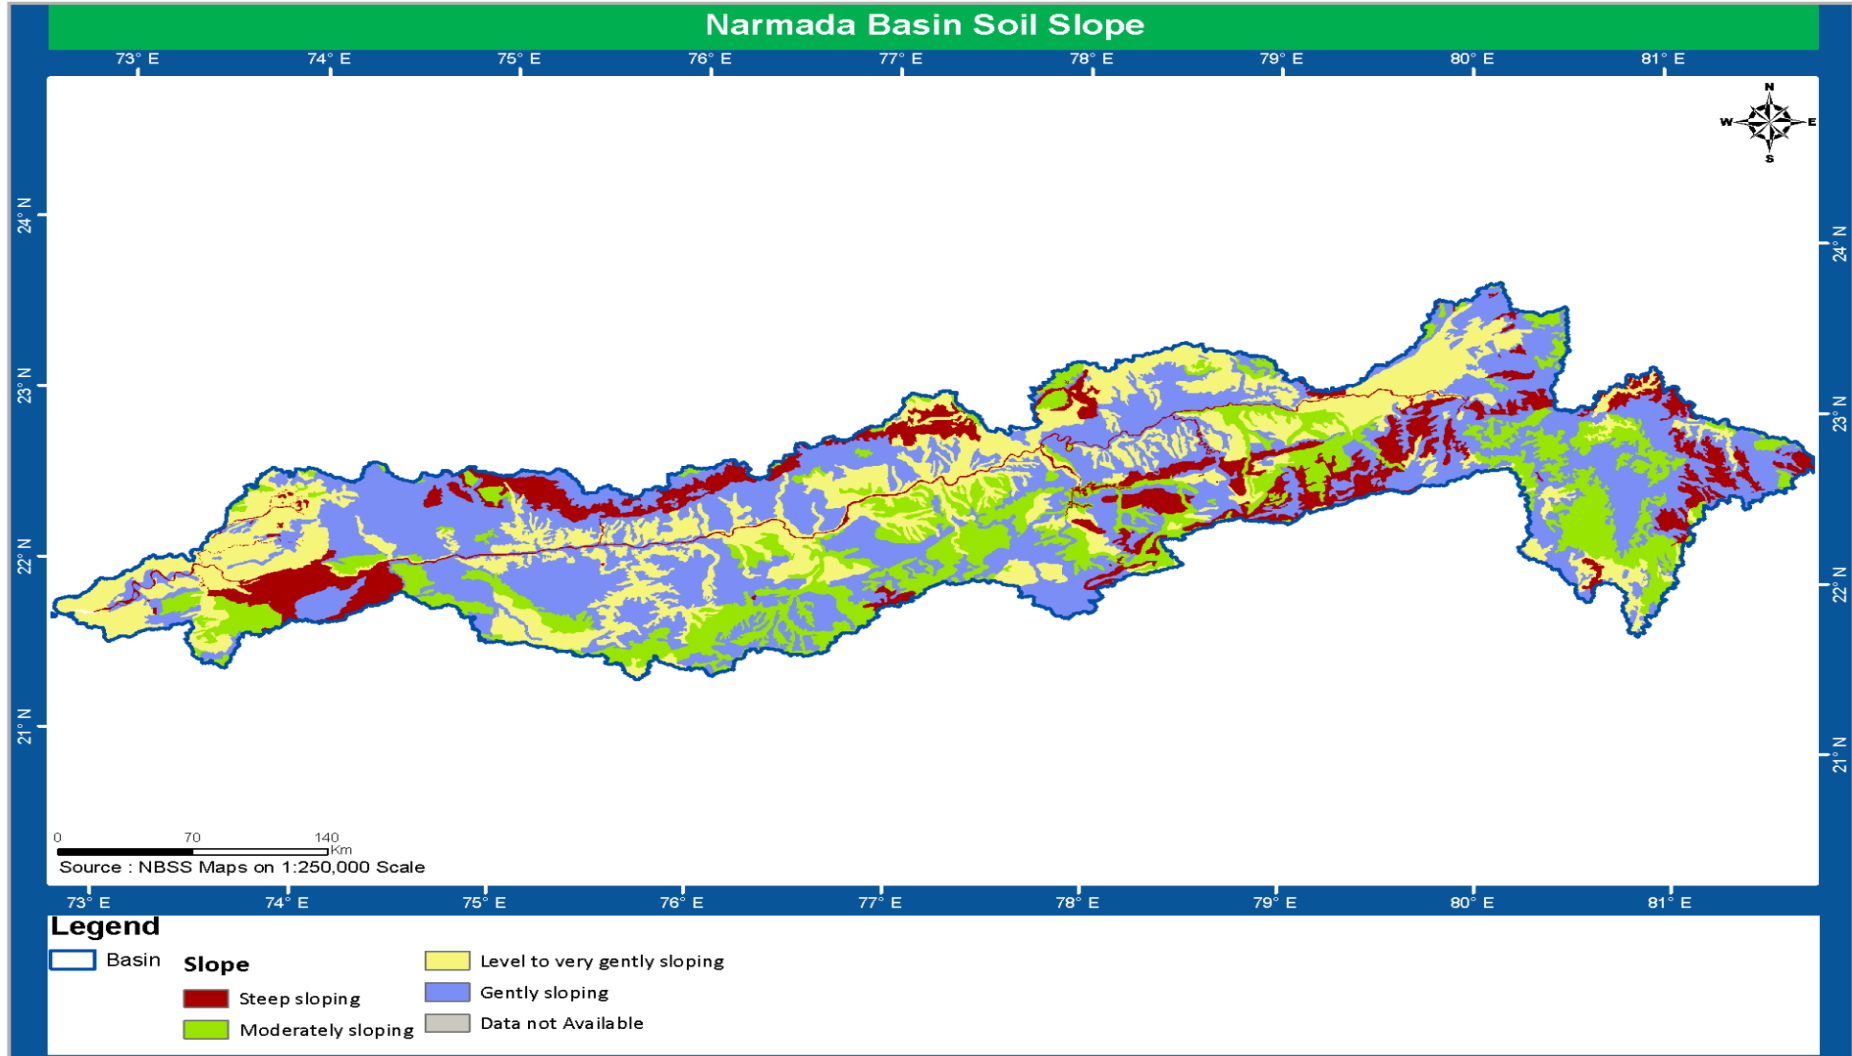 Narmada Basin Soil Slope
73° E 74° E 75° E 76° E 77° E 78° E 79° E 80° E 81° E
N
W E
S
24° N 24° N
23° N 23° N
22° N 22° N
21° N 21° N
0 70 140
Km
Source : NBSS Maps on 1:250,000 Scale
73° E 74° E 75° E 76° E 77° E 78° E 79° E 80° E 81° E
Legend
Basin
Slope
Steep sloping
Moderately sloping
Level to very gently sloping
Gently sloping
Data not Available